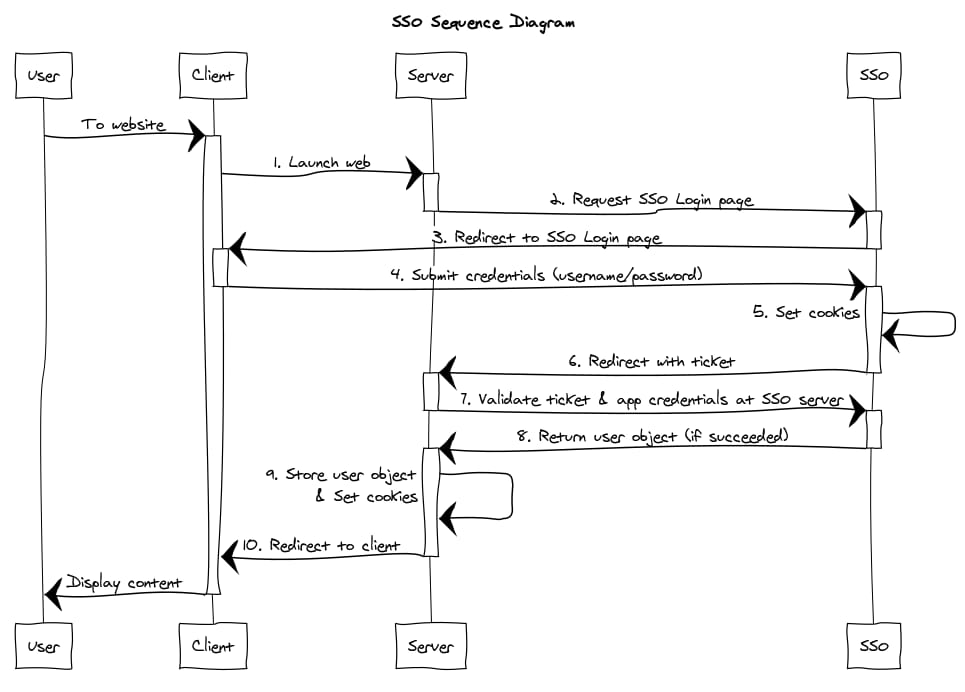 SSO Sequence Diagram
User
Client
Server
SSO
To website
1. Launch web
2. Request SSO Login page
3. Redirect to SSO Login page
4. Submit credentials (username/password)
5. Set cookies
6. Redirect with ticket
7. Validate ticket & app credentials at SSO server
8. Return user object (if succeeded)
9. Store user object
& Set cookies
10. Redirect to client
Display content
User
Client
Server
SSO